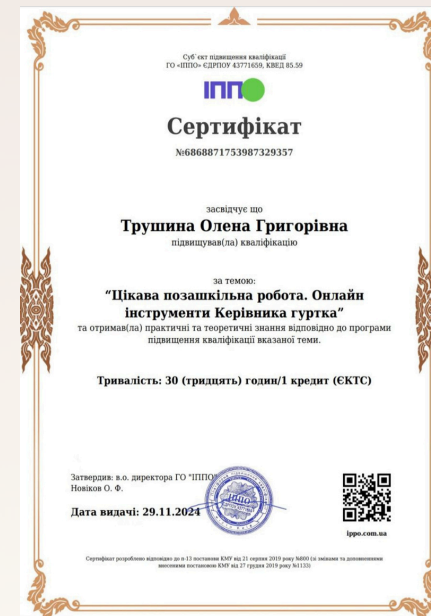 Суб`єкт підвищення кваліфікації
ГО «ІППО» ЄДРПОУ 43771659, КВЕД 85.59
ІППО
Сертифікат
№6868871753987329357
засвідчує що
Трушина Олена Григорівна
підвищував(ла) кваліфікацію
за темою:
“Цікава позашкільна робота. Онлайн
інструменти Керівника гуртка”
та отримав(ла) практичні та теоретичні знання відповідно до програми
підвищення кваліфікації вказаної теми.
Тривалість: 30 (тридцять) годин/1 кредит (ЄКТС)
Затвердив: в.о. директора ГО "ІППО"
Новіков О. Ф.
ІППО
Дата видачі: 29.11.2024
ippo.com.ua
Сертифікат розроблено відповідно до п-13 постанови КМУ від 21 серпня 2019 року №800 (зі змінами та доповненнями
внесеними постановою КМУ від 27 грудня 2019 року №1133)